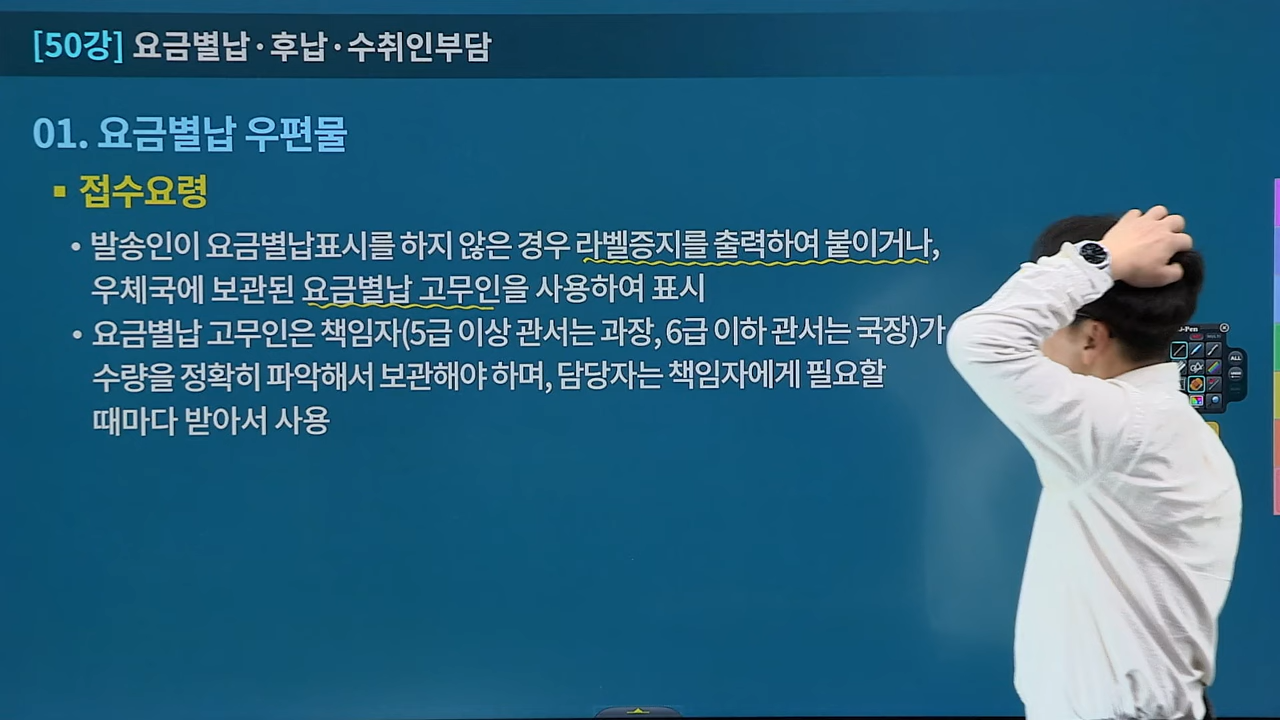 [50강] 요금별납·후납·수취인부담
01. 요금별납 우편물
▪ 접수요령
• 발송인이 요금별납표시를 하지 않은 경우 라벨증지를 출력하여 붙이거나,
우체국에 보관된 요금별납 고무인을 사용하여 표시
• 요금별납 고무인은 책임자(5급 이상 관서는 과장, 6급 이하 관서는 국장)가
수량을 정확히 파악해서 보관해야 하며, 담당자는 책임자에게 필요할
때마다 받아서 사용
ALL